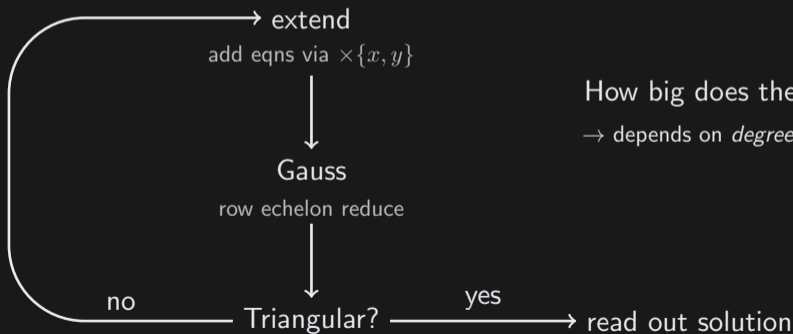 extend
add eqns via ×{x, y}
How big does the
→ depends on degree
Gauss
row echelon reduce
no
Triangular?
yes
read out solution